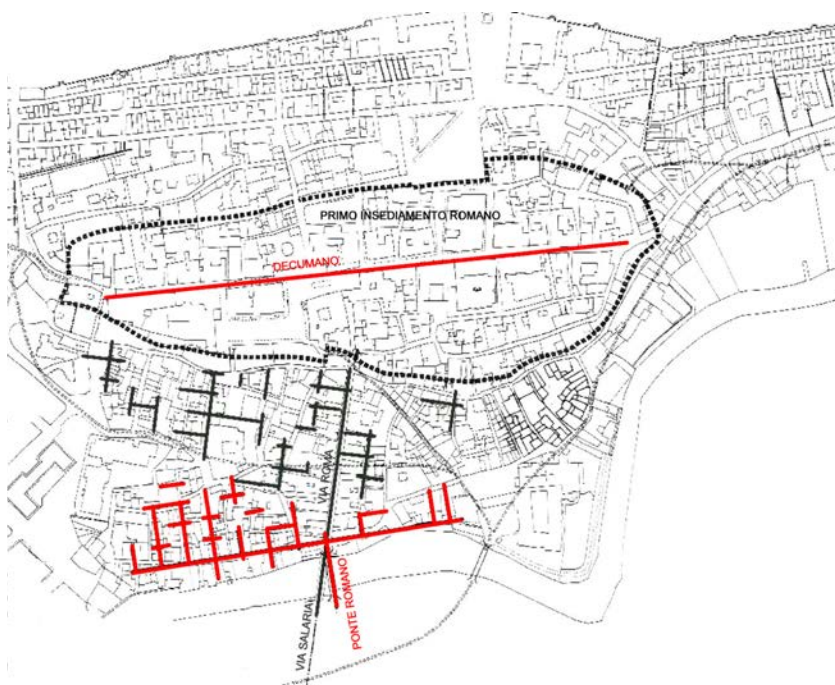 PRIMO INSEDIAMENTO ROMANO
DECUMANO
VIA ROMA
VIA SALARIA
PONTE ROMANO